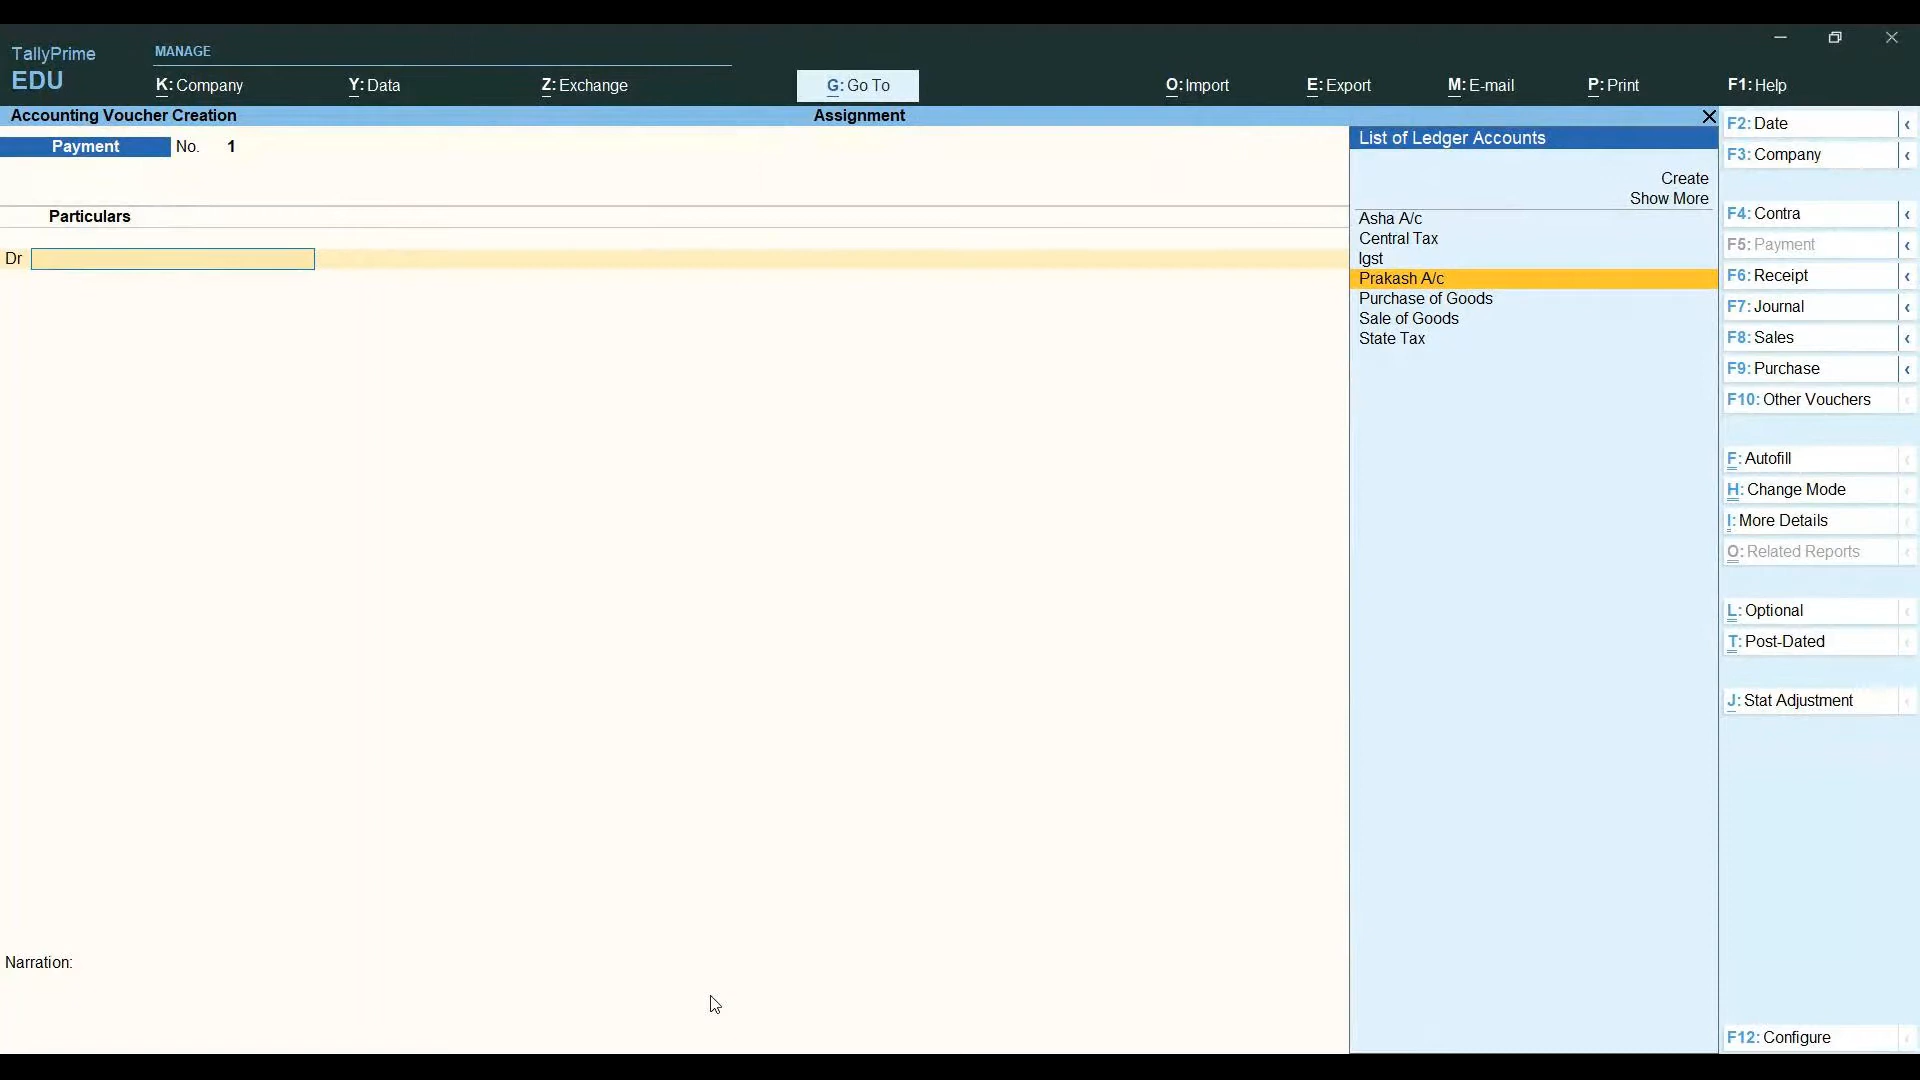 TallyPrime
EDU
MANAGE
K: Company
Y: Data
Z: Exchange
G: Go To
O: Import
E: Export
M: E-mail
P: Print
F1: Help
Accounting Voucher Creation
Assignment
Payment No. 1
Particulars
Dr
Narration:
List of Ledger Accounts
Create
Show More
Asha A/c
Central Tax
Igst
Prakash A/c
Purchase of Goods
Sale of Goods
State Tax
F2: Date
F3: Company
F4: Contra
F5: Payment
F6: Receipt
F7: Journal
F8: Sales
F9: Purchase
F10: Other Vouchers
F: Autofill
H: Change Mode
I: More Details
O: Related Reports
L: Optional
T: Post-Dated
J: Stat Adjustment
F12: Configure